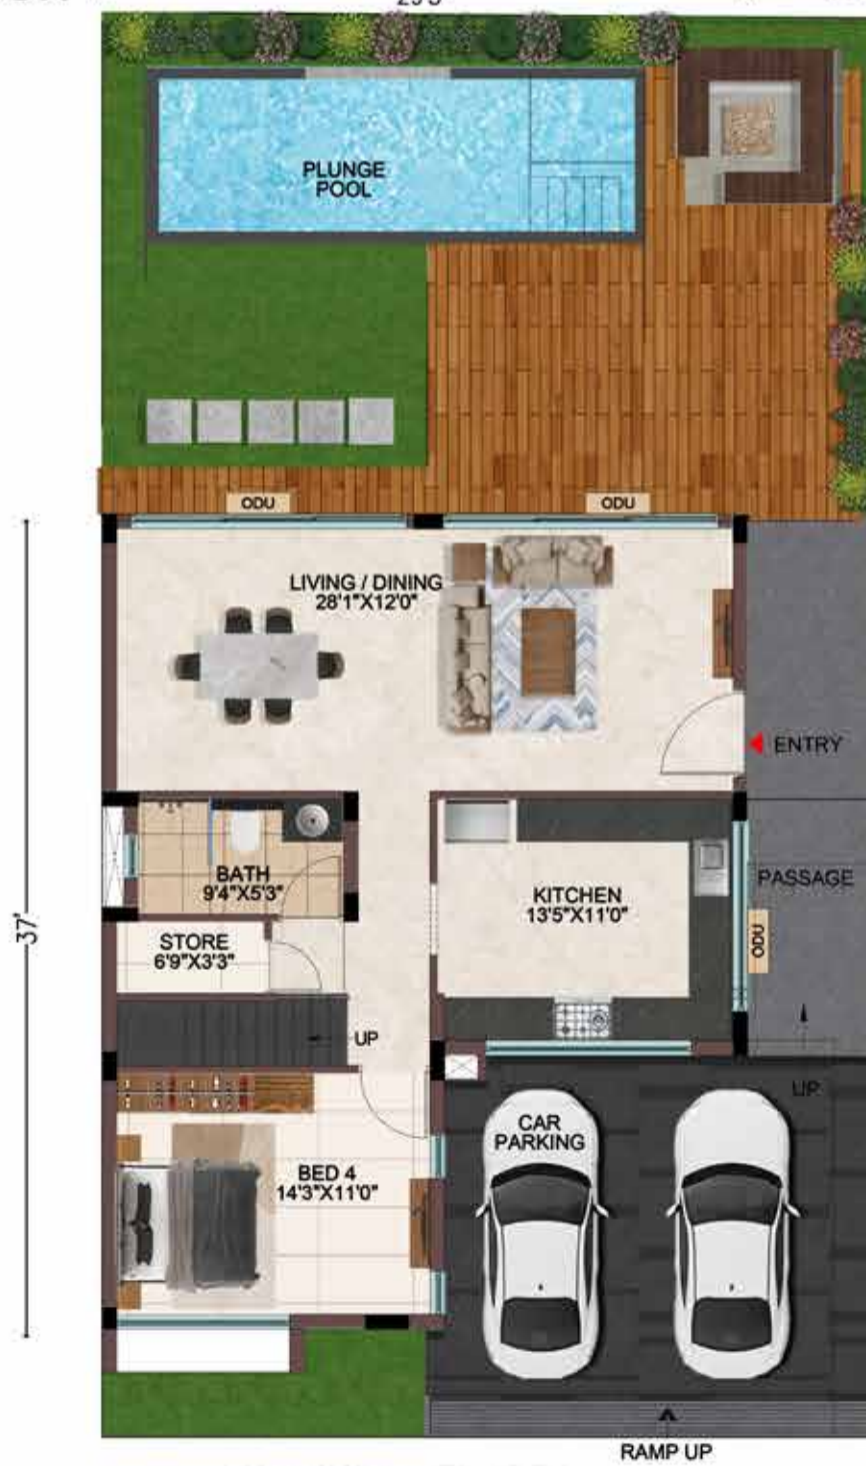 PLUNGE
POOL
ODU
ODU
LIVING / DINING
28'1"X12'0"
ENTRY
BATH
9'4"X5'3"
KITCHEN
13'5"X11'0"
PASSAGE
ODU
STORE
6'9"X3'3"
37'
UP
UP
CAR
PARKING
BED 4
14'3"X11'0"
RAMP UP